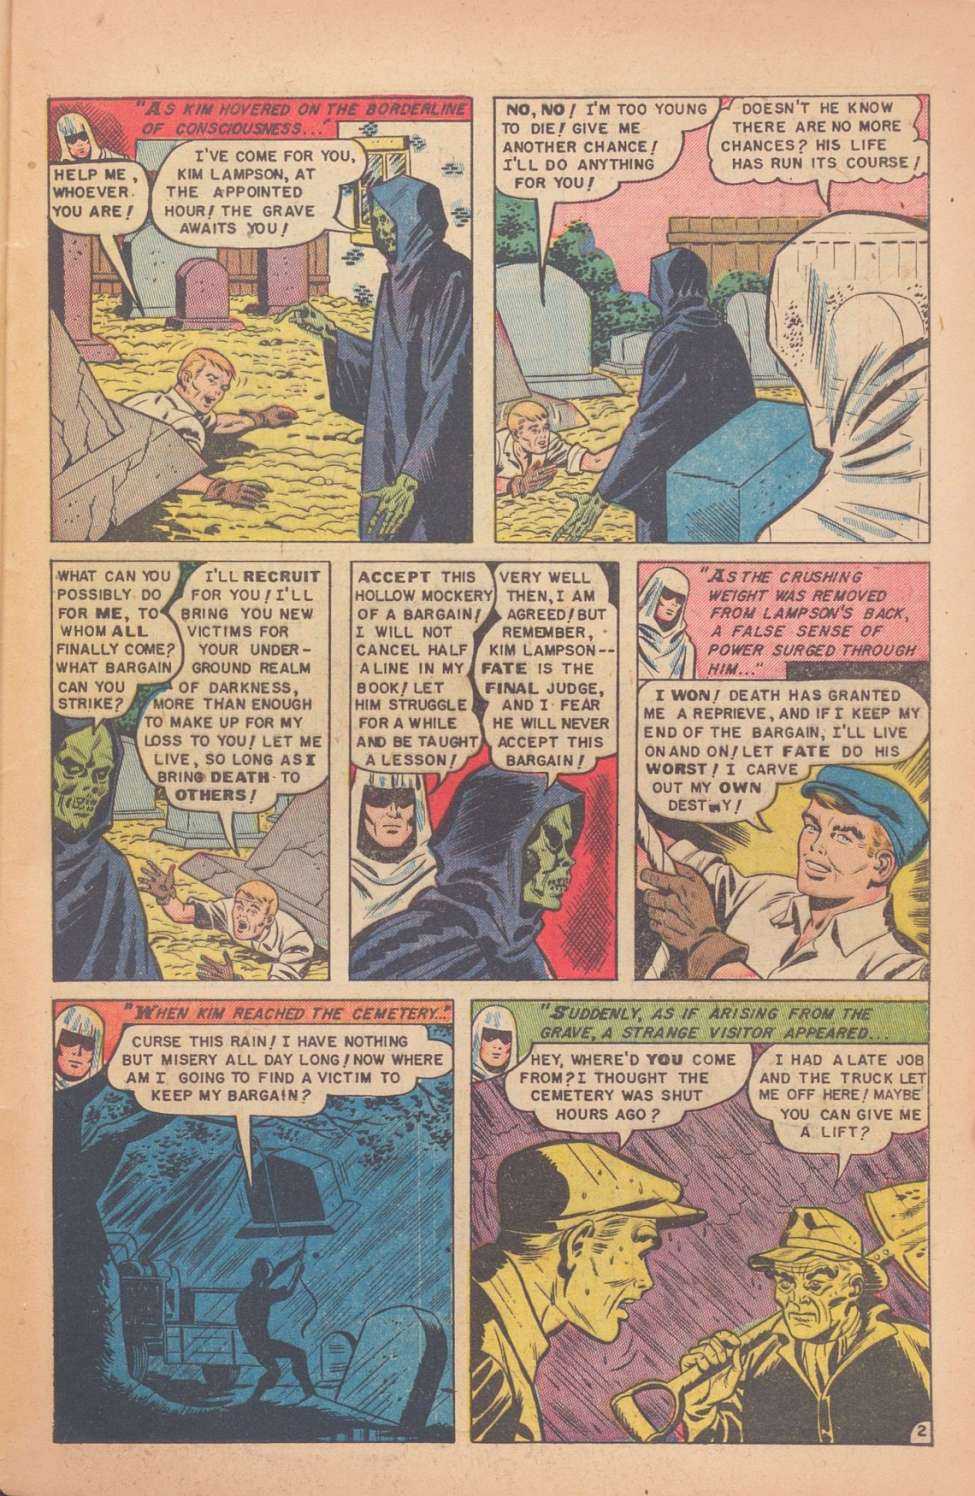 "AS KIM HOVERED ON THE BORDERLINE
OF CONSCIOUSNESS..."
HELP ME,
WHOEVER
YOU ARE!
I'VE COME FOR YOU,
KIM LAMPSON, AT
THE APPOINTED
HOUR! THE GRAVE
AWAITS YOU!
NO, NO! I'M TOO YOUNG
TO DIE! GIVE ME
ANOTHER CHANCE!
I'LL DO ANYTHING
FOR YOU!
DOESN'T HE KNOW
THERE ARE NO MORE
CHANCES? HIS LIFE
HAS RUN ITS COURSE!
WHAT CAN YOU
POSSIBLY DO
FOR ME, TO
WHOM ALL
FINALLY COME?
WHAT BARGAIN
CAN YOU
STRIKE?
I'LL RECRUIT
FOR YOU! I'LL
BRING YOU NEW
VICTIMS FOR
YOUR UNDER-
GROUND REALM
OF DARKNESS,
MORE THAN ENOUGH
TO MAKE UP FOR MY
LOSS TO YOU! LET ME
LIVE, SO LONG AS I
BRING DEATH TO
OTHERS!
ACCEPT THIS
HOLLOW MOCKERY
OF A BARGAIN!
I WILL NOT
CANCEL HALF
A LINE IN MY
BOOK! LET
HIM STRUGGLE
FOR A WHILE
AND BE TAUGHT
A LESSON!
VERY WELL
THEN, I AM
AGREED! BUT
REMEMBER,
KIM LAMPSON--
FATE IS THE
FINAL JUDGE,
AND I FEAR
HE WILL NEVER
ACCEPT THIS
BARGAIN!
"AS THE CRUSHING
WEIGHT WAS REMOVED
FROM LAMPSON'S BACK,
A FALSE SENSE OF
POWER SURGED THROUGH
HIM..."
I WON! DEATH HAS GRANTED
ME A REPRIEVE, AND IF I KEEP MY
END OF THE BARGAIN, I'LL LIVE
ON AND ON! LET FATE DO HIS
WORST! I CARVE
OUT MY OWN
DESTINY!
"WHEN KIM REACHED THE CEMETERY..."
CURSE THIS RAIN! I HAVE NOTHING
BUT MISERY ALL DAY LONG! NOW WHERE
AM I GOING TO FIND A VICTIM TO
KEEP MY BARGAIN?
"SUDDENLY, AS IF ARISING FROM THE
GRAVE, A STRANGE VISITOR APPEARED...
HEY, WHERE'D YOU COME
FROM? I THOUGHT THE
CEMETERY WAS SHUT
HOURS AGO?
I HAD A LATE JOB
AND THE TRUCK LET
ME OFF HERE! MAYBE
YOU CAN GIVE ME
A LIFT?
2